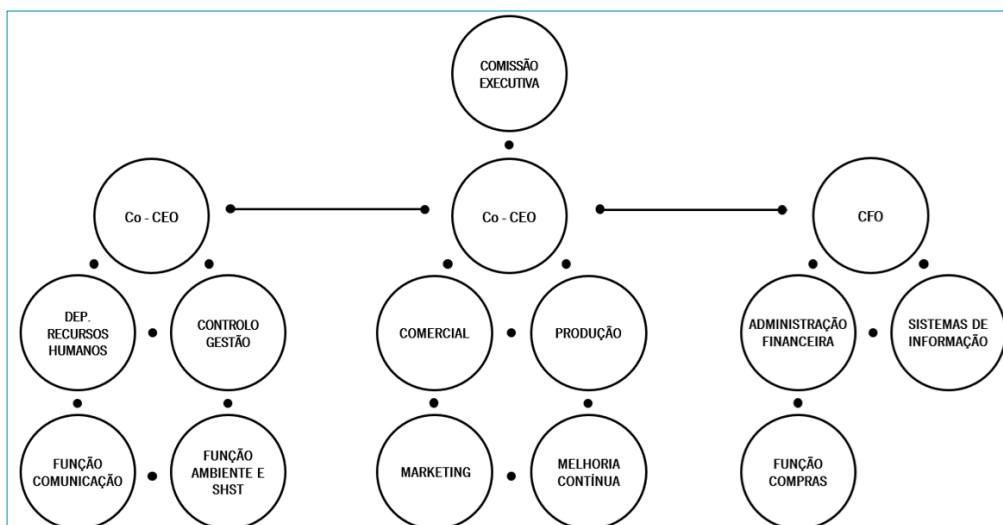 COMISSÃO
EXECUTIVA
Co - CEO
Co - CEO
CFO
DEP.
RECURSOS
HUMANOS
CONTROLO
GESTÃO
COMERCIAL
PRODUÇÃO
ADMINISTRAÇÃO
FINANCEIRA
SISTEMAS DE
INFORMAÇÃO
FUNÇÃO
COMUNICAÇÃO
FUNÇÃO
AMBIENTE E
SHST
MARKETING
MELHORIA
CONTÍNUA
FUNÇÃO
COMPRAS